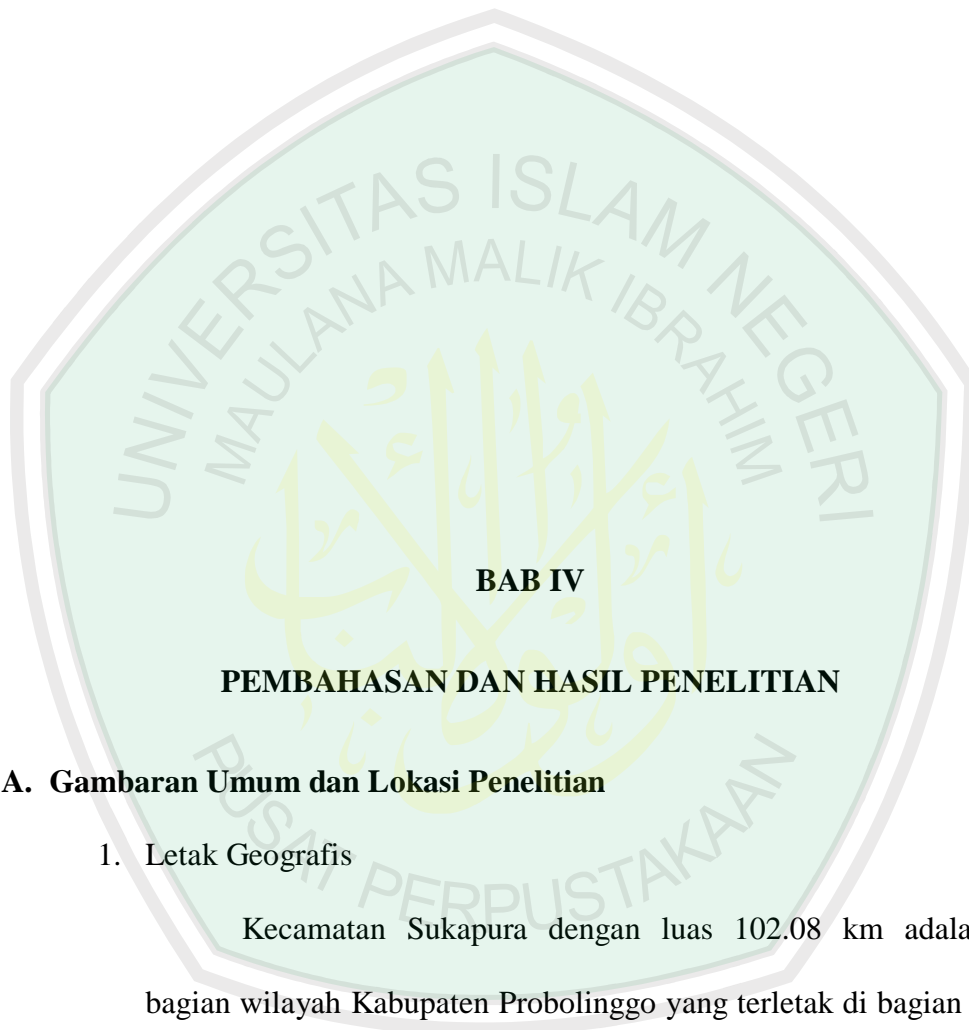 UNIVERSITAS ISLAM NEGERI
MAULANA MALIK IBRAHIM
BAB IV
PEMBAHASAN DAN HASIL PENELITIAN
A. Gambaran Umum dan Lokasi Penelitian
1. Letak Geografis
Kecamatan Sukapura dengan luas 102.08 km adala
bagian wilayah Kabupaten Probolinggo yang terletak di bagian
PUSAT PERPUSTAKAAN